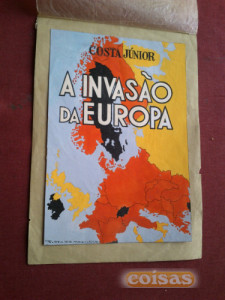 COSTA JÚNIOR
A INVASÃO
DA EUROPA
coisas